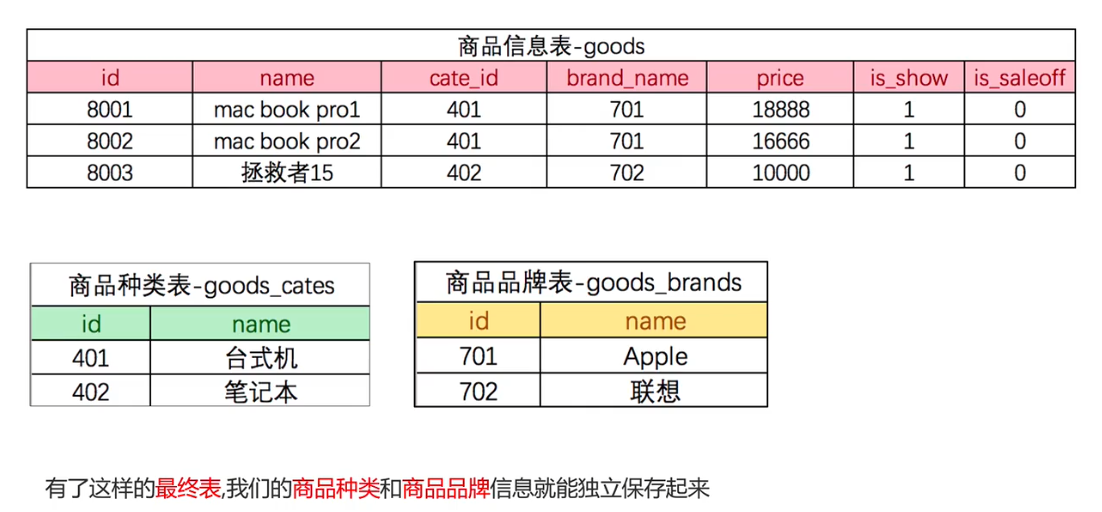 商品信息表-goods
id name cate_id brand_name price is_show is_saleoff
8001 mac book pro1 401 701 18888 1 0
8002 mac book pro2 401 701 16666 1 0
8003 拯救者15 402 702 10000 1 0
商品种类表-goods_cates
id name
401 台式机
402 笔记本
商品品牌表-goods_brands
id name
701 Apple
702 联想
有了这样的最终表,我们的商品种类和商品品牌信息就能独立保存起来